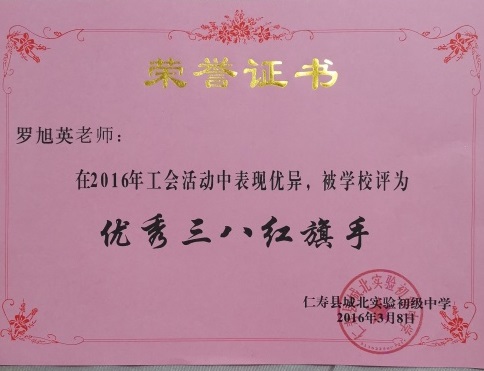 荣誉证书
罗旭英老师：
在2016年工会活动中表现优异，被学校评为
优秀三八红旗手
仁寿县城北实验初级中学
2016年3月8日